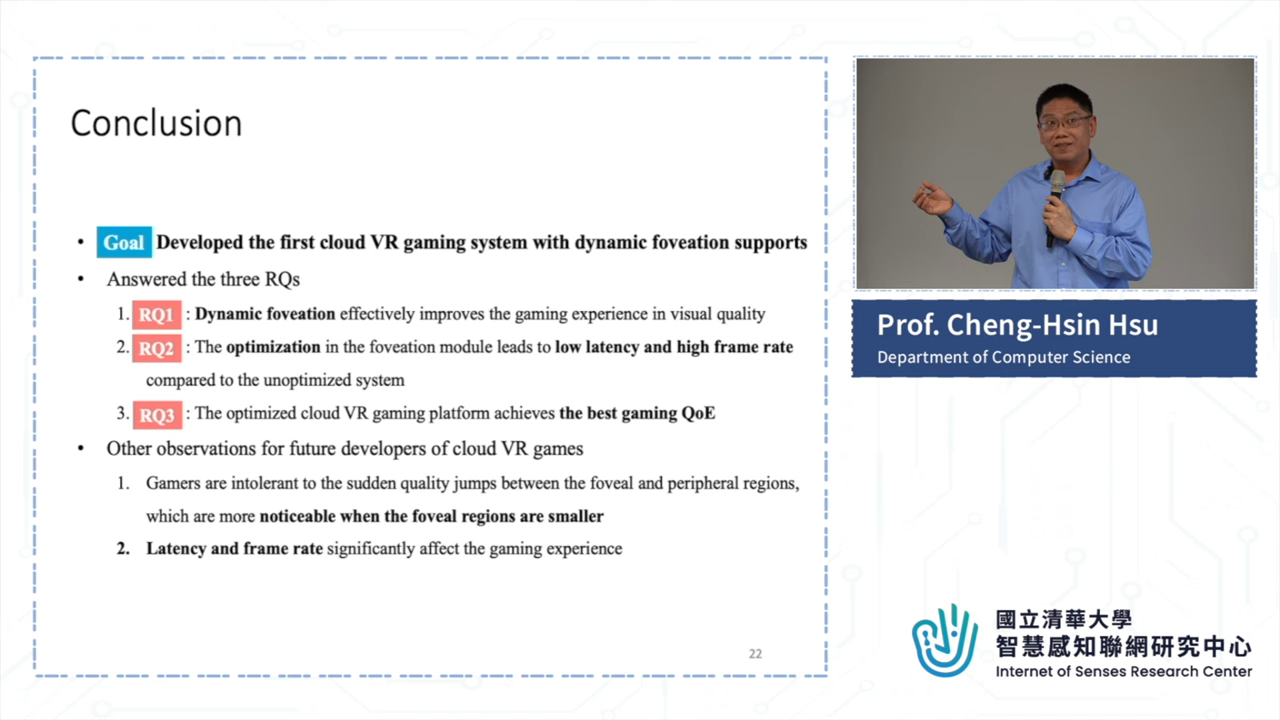 Conclusion
• Goal Developed the first cloud VR gaming system with dynamic foveation supports
• Answered the three RQs
1. RQ1 : Dynamic foveation effectively improves the gaming experience in visual quality
2. RQ2 : The optimization in the foveation module leads to low latency and high frame rate
compared to the unoptimized system
3. RQ3 : The optimized cloud VR gaming platform achieves the best gaming QoE
• Other observations for future developers of cloud VR games
1. Gamers are intolerant to the sudden quality jumps between the foveal and peripheral regions,
which are more noticeable when the foveal regions are smaller
2. Latency and frame rate significantly affect the gaming experience
22
Prof. Cheng-Hsin Hsu
Department of Computer Science
國立清華大學
智慧感知聯網研究中心
Internet of Senses Research Center